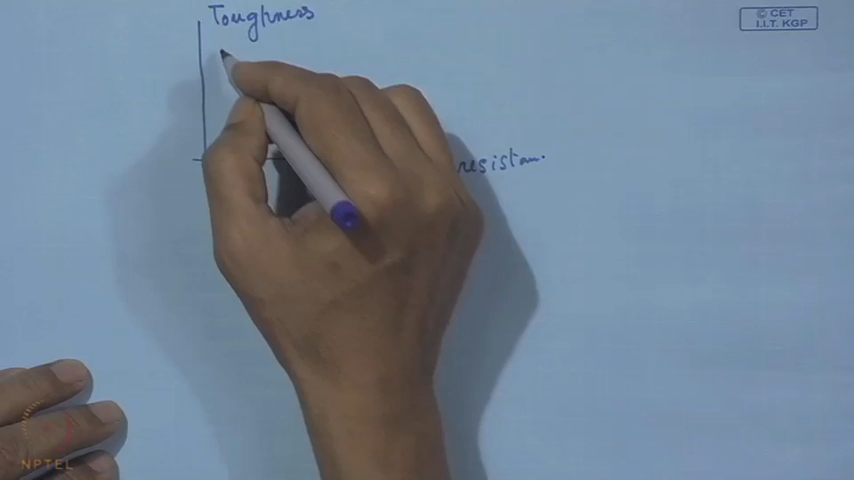 Toughness
© CET
I.I.T. KGP
resistan.
NPTEL